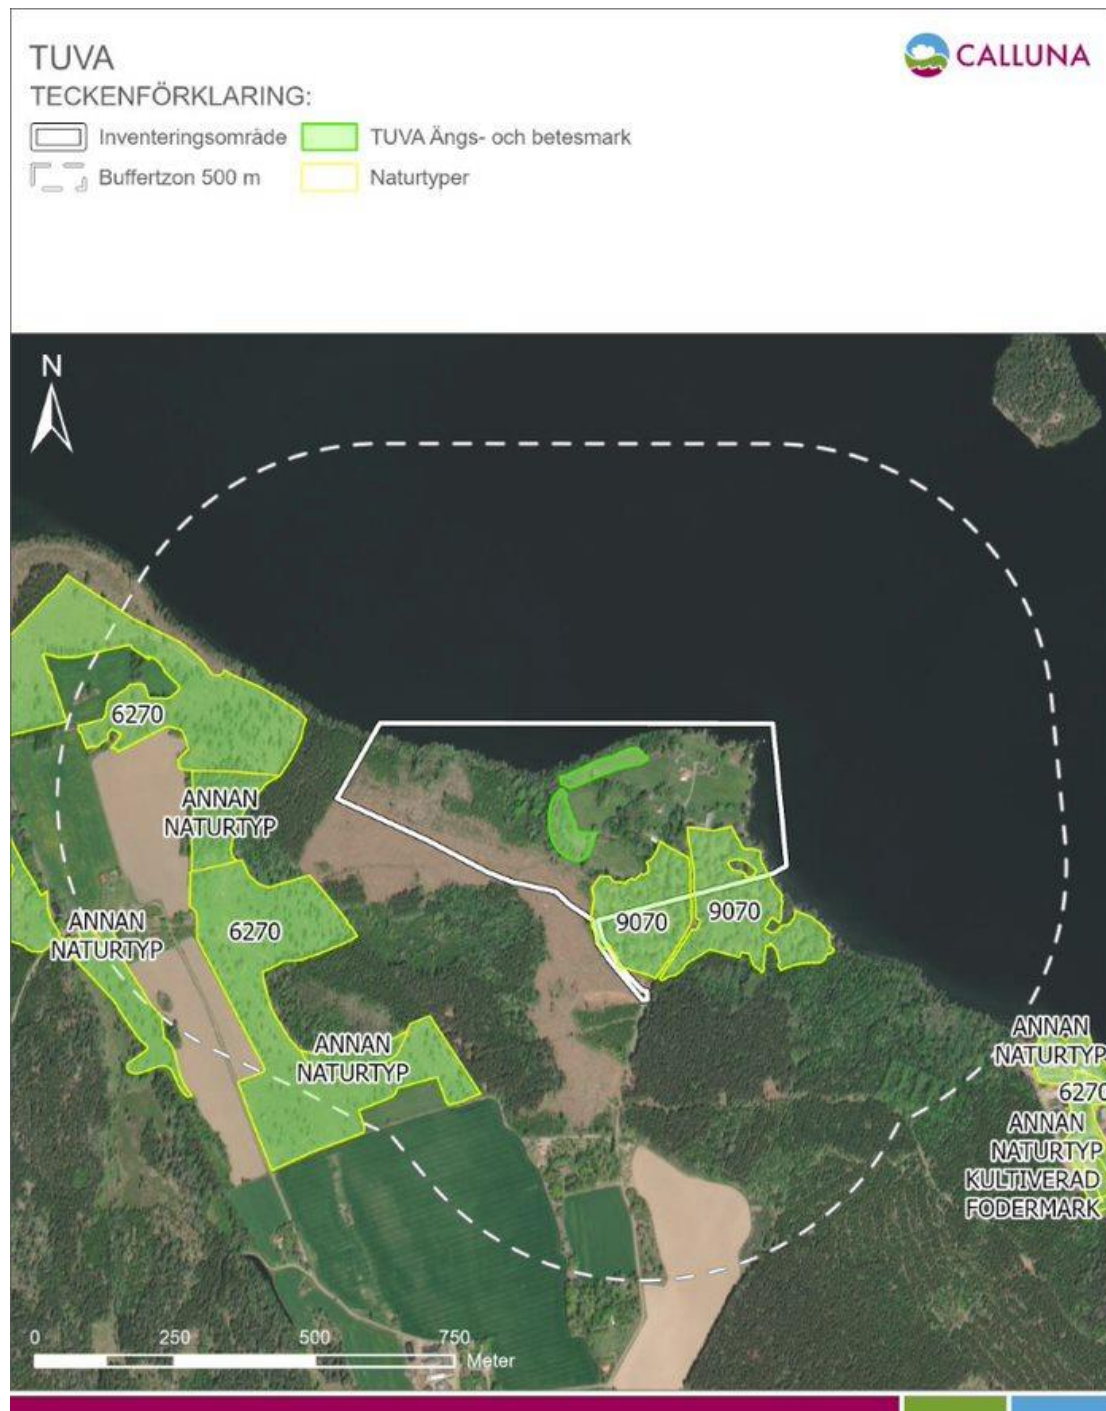 TUVA
CALLUNA
TECKENFÖRKLARING:
Inventeringsområde
TUVA Ängs- och betesmark
Buffertzon 500 m
Naturtyper
N
6270
ANNAN
NATURTYP
ANNAN
NATURTYP
6270
9070
9070
ANNAN
NATURTYP
ANNAN
NATURTYP
6270
ANNAN
NATURTYP
KULTIVERAD
FODERMARK
0 250 500 750
Meter